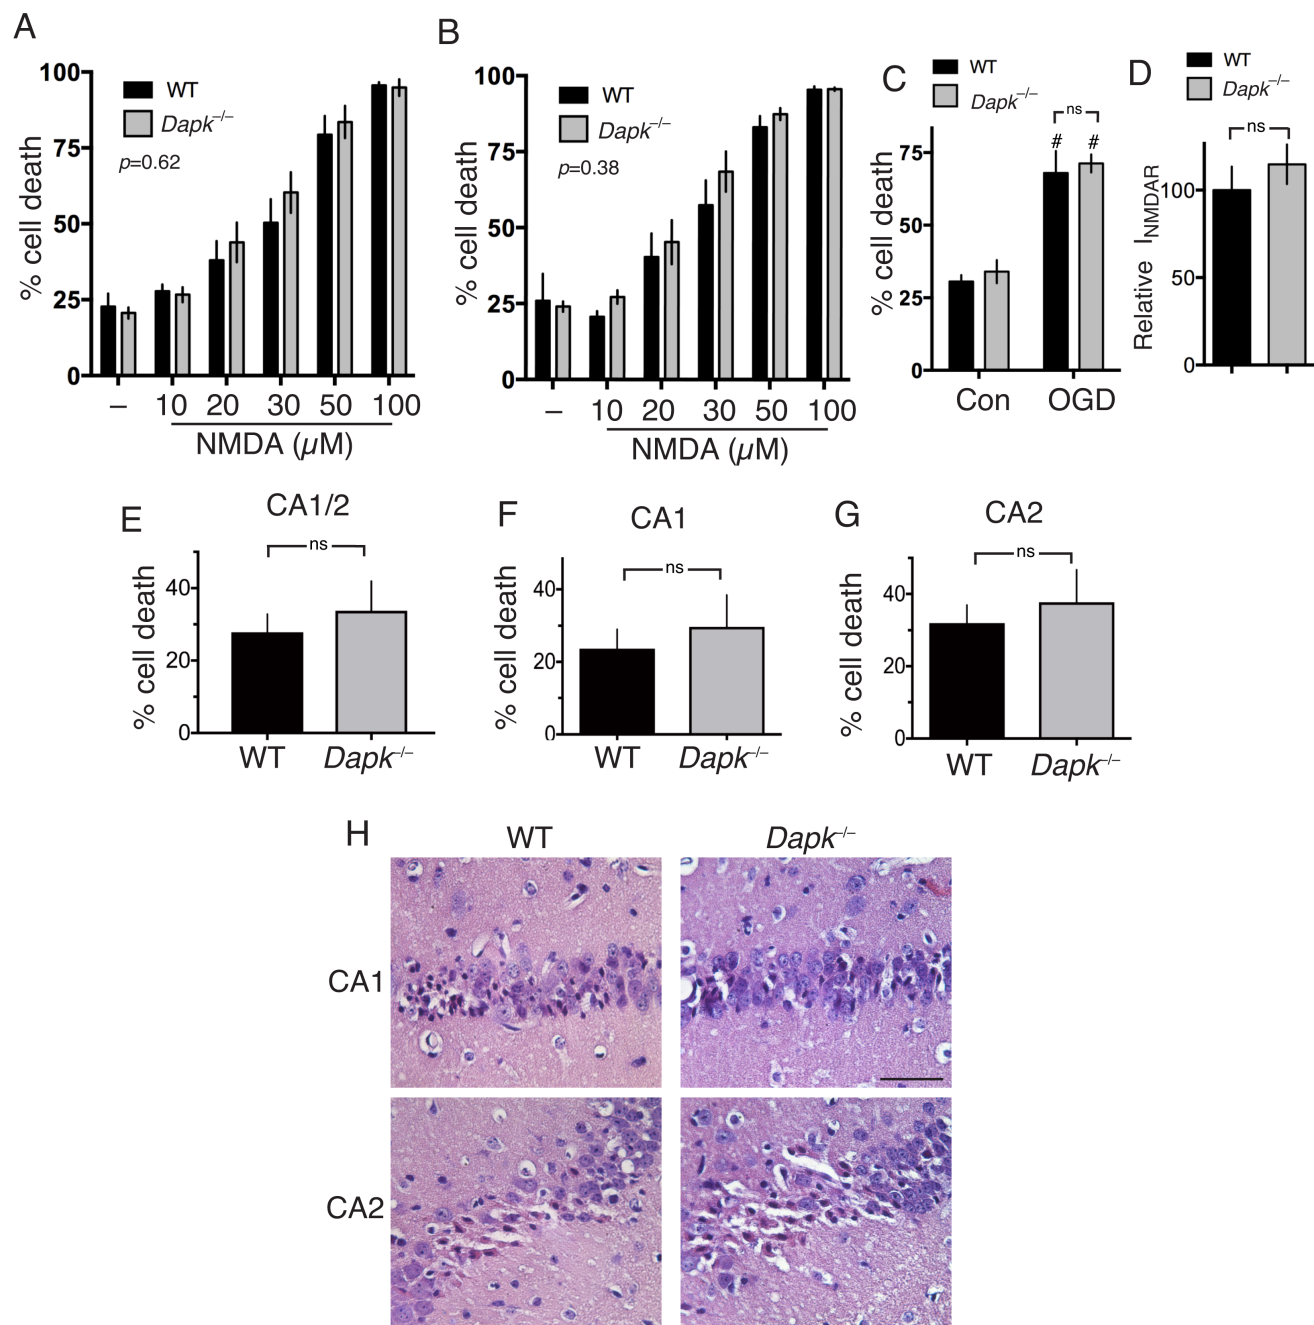 A
WT
Dapk–/–
p=0.62
% cell death
100
75
50
25
0
– 10 20 30 50 100
NMDA (µM)
B
WT
Dapk–/–
p=0.38
% cell death
100
75
50
25
0
– 10 20 30 50 100
NMDA (µM)
C
WT
Dapk–/–
ns
# #
% cell death
75
50
25
0
Con OGD
D
WT
Dapk–/–
ns
Relative INMDAR
100
50
0
E
CA1/2
ns
% cell death
40
20
0
WT Dapk–/–
F
CA1
ns
% cell death
40
20
0
WT Dapk–/–
G
CA2
ns
% cell death
40
20
0
WT Dapk–/–
H
WT Dapk–/–
CA1
CA2